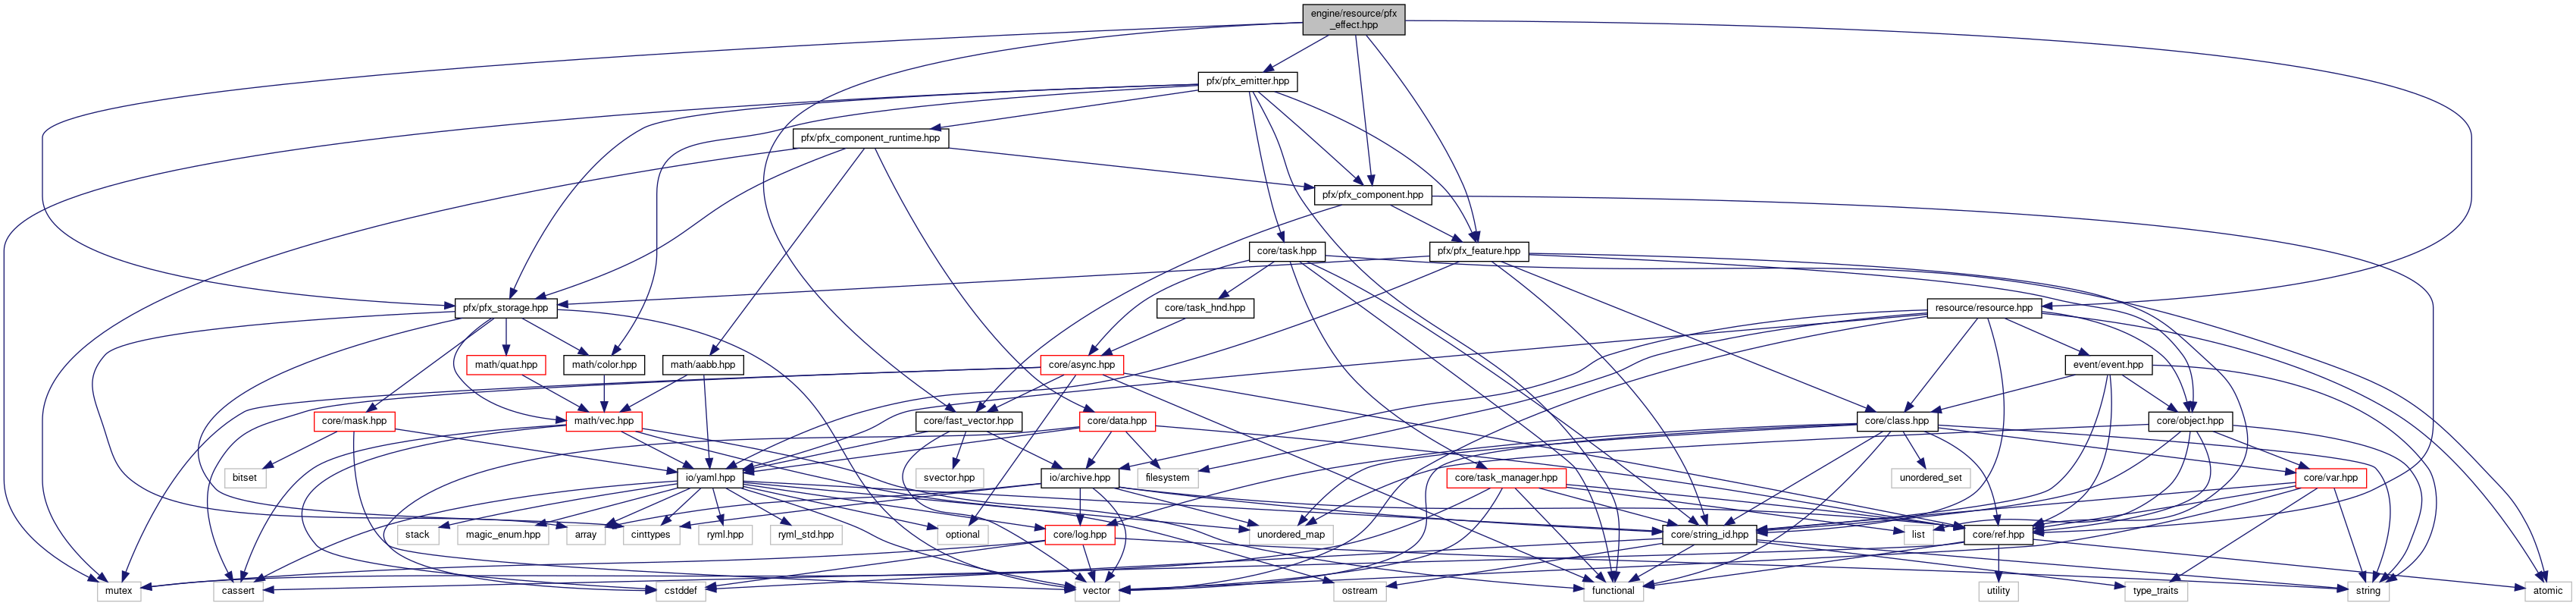 engine/resource/pfx
_effect.hpp
pfx/pfx_emitter.hpp
pfx/pfx_component_runtime.hpp
pfx/pfx_component.hpp
core/task.hpp
pfx/pfx_feature.hpp
pfx/pfx_storage.hpp
core/task_hnd.hpp
resource/resource.hpp
math/quat.hpp
math/color.hpp
math/aabb.hpp
core/async.hpp
event/event.hpp
core/mask.hpp
math/vec.hpp
core/fast_vector.hpp
core/data.hpp
core/class.hpp
core/object.hpp
bitset
io/yaml.hpp
svector.hpp
io/archive.hpp
filesystem
core/task_manager.hpp
unordered_set
core/var.hpp
stack
magic_enum.hpp
array
cinttypes
ryml.hpp
ryml_std.hpp
optional
core/log.hpp
unordered_map
core/string_id.hpp
list
core/ref.hpp
mutex
cassert
cstddef
vector
ostream
functional
utility
type_traits
string
atomic